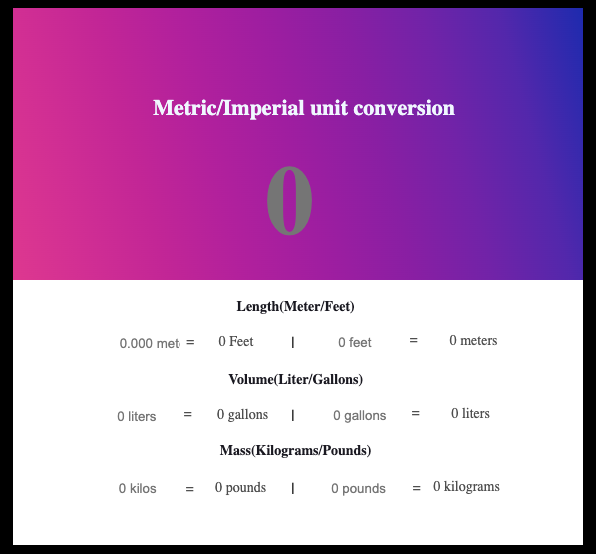 Metric/Imperial unit conversion
0
Length(Meter/Feet)
0.000 met = 0 Feet | 0 feet = 0 meters
Volume(Liter/Gallons)
0 liters = 0 gallons | 0 gallons = 0 liters
Mass(Kilograms/Pounds)
0 kilos = 0 pounds | 0 pounds = 0 kilograms